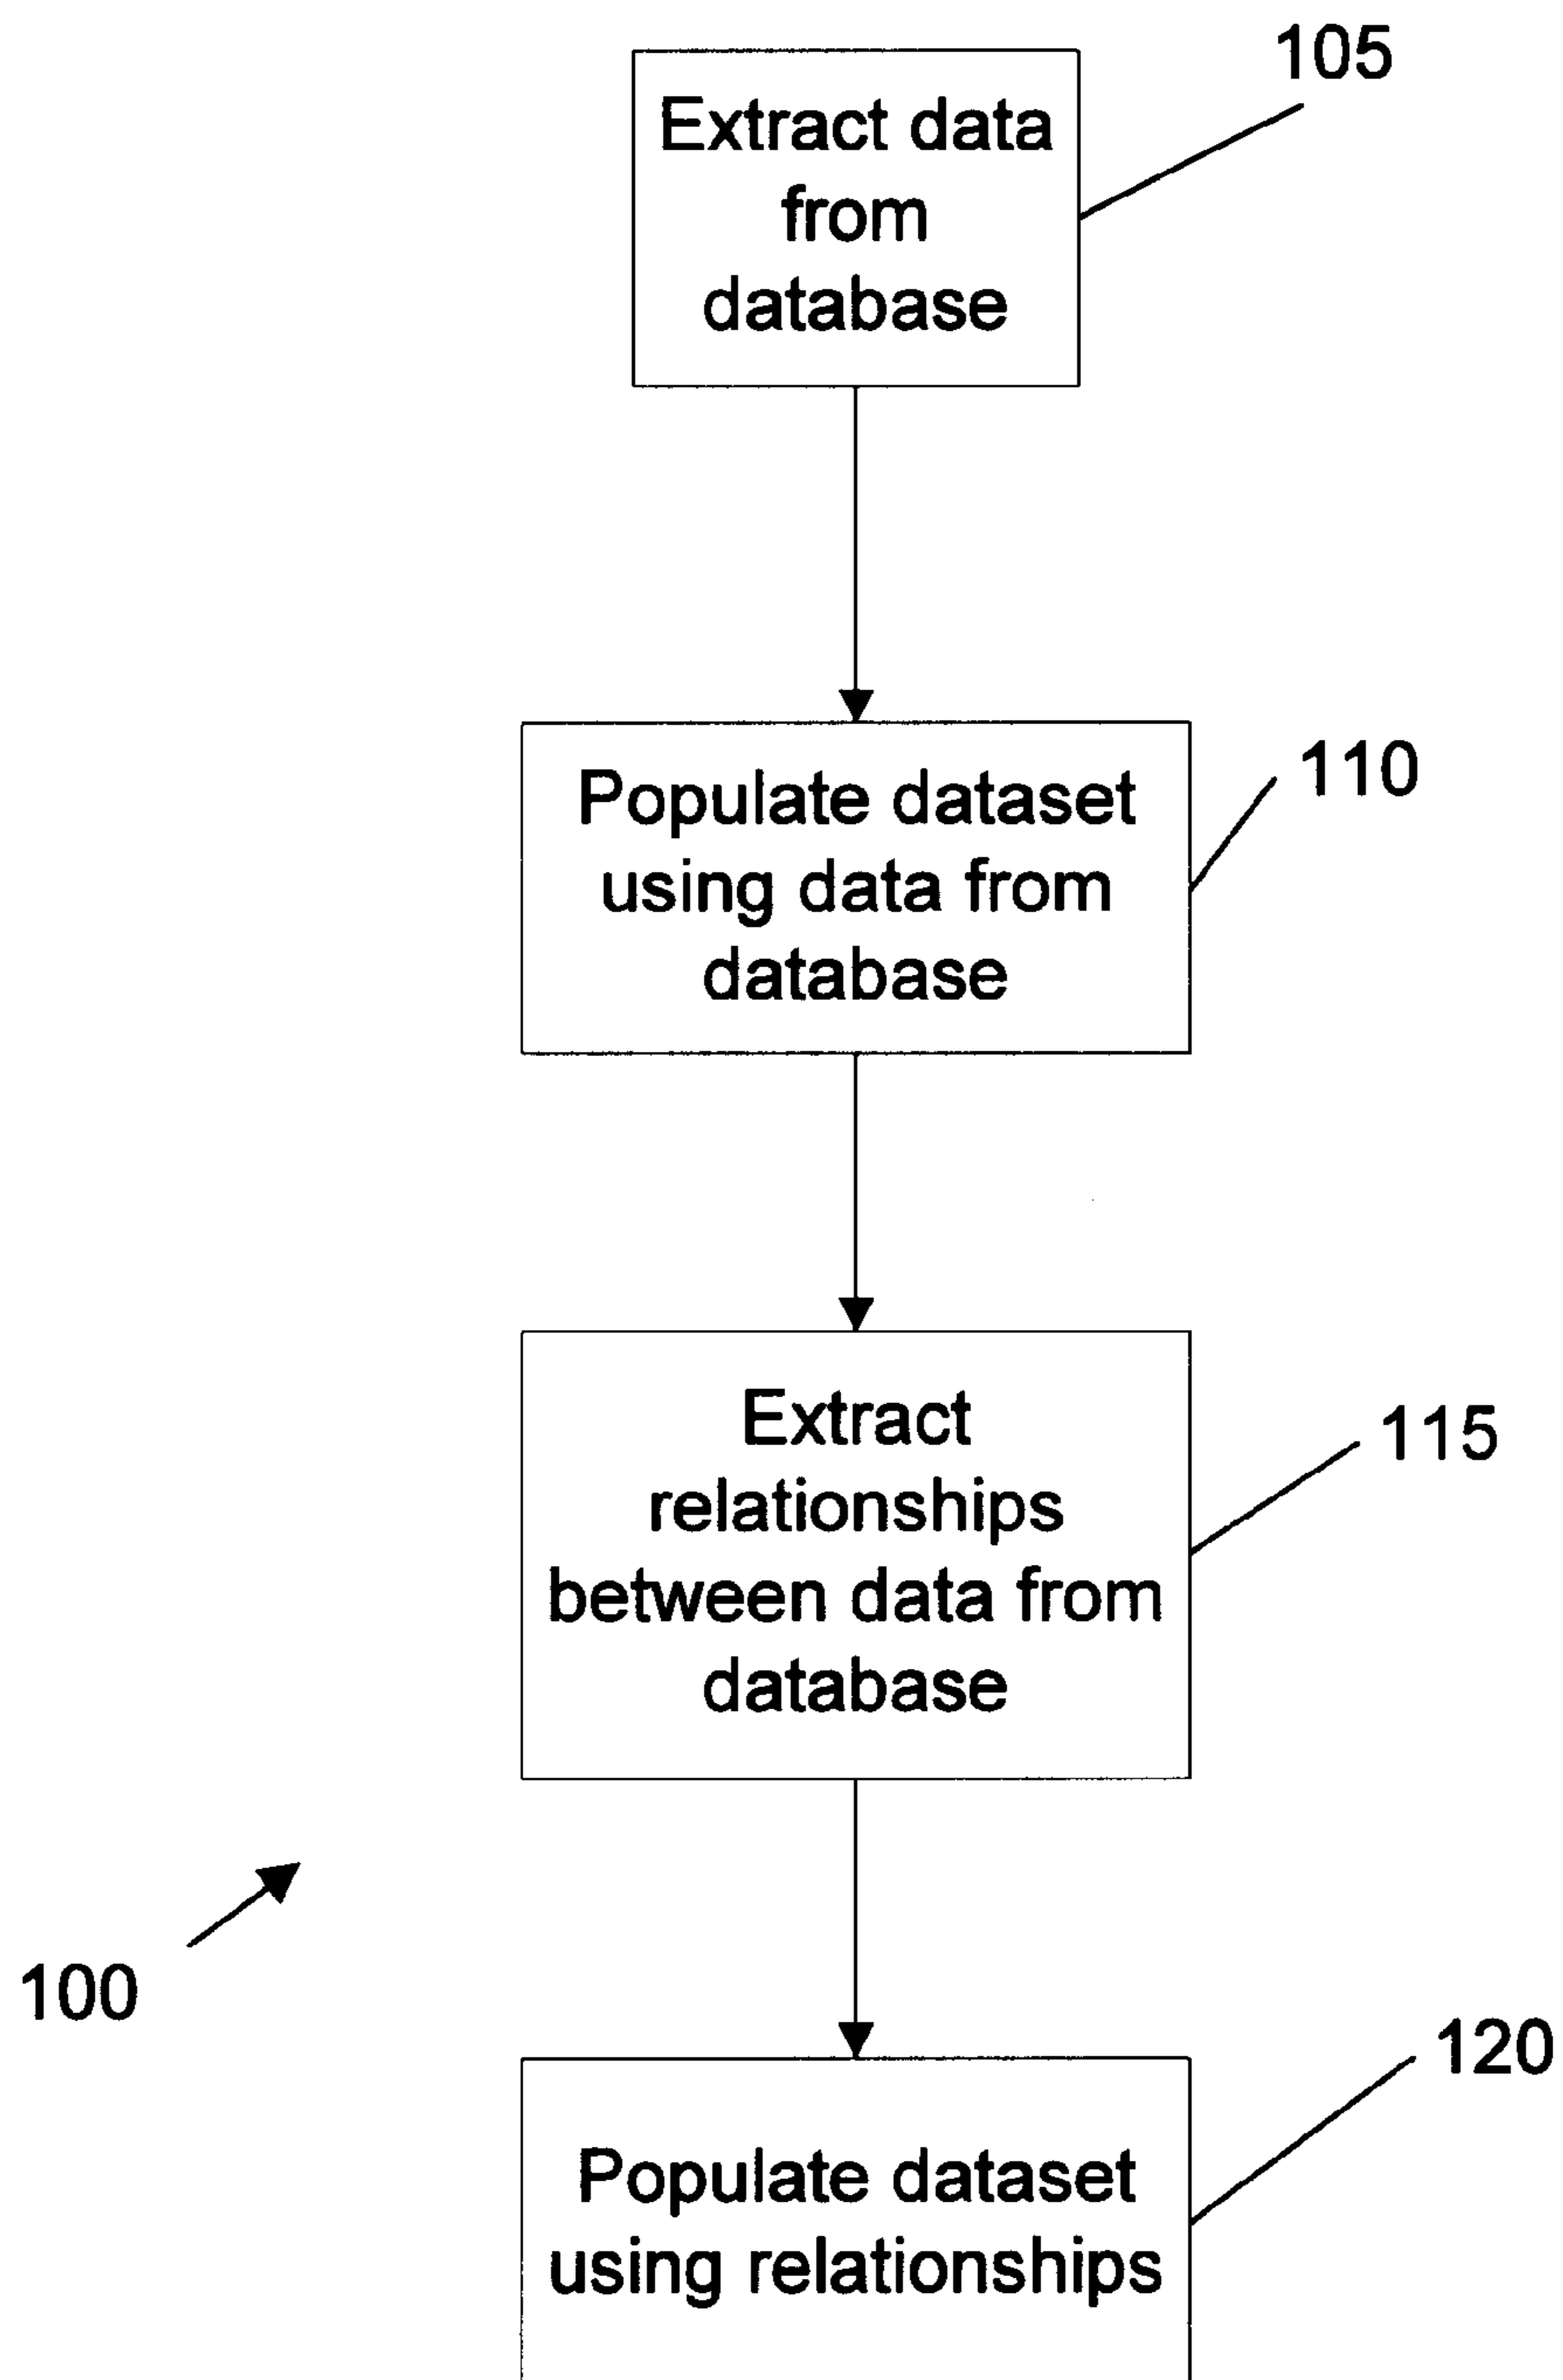 105
Extract data
from
database
110
Populate dataset
using data from
database
115
Extract
relationships
between data from
database
100
120
Populate dataset
using relationships